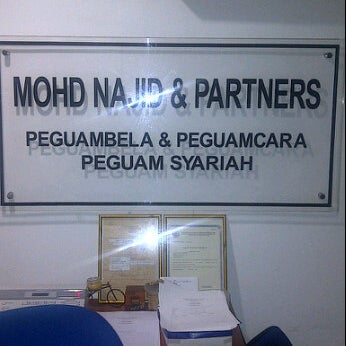 MOHD NAJID & PARTNERS
PEGUAMBELA & PEGUAMCARA
PEGUAM SYARIAH